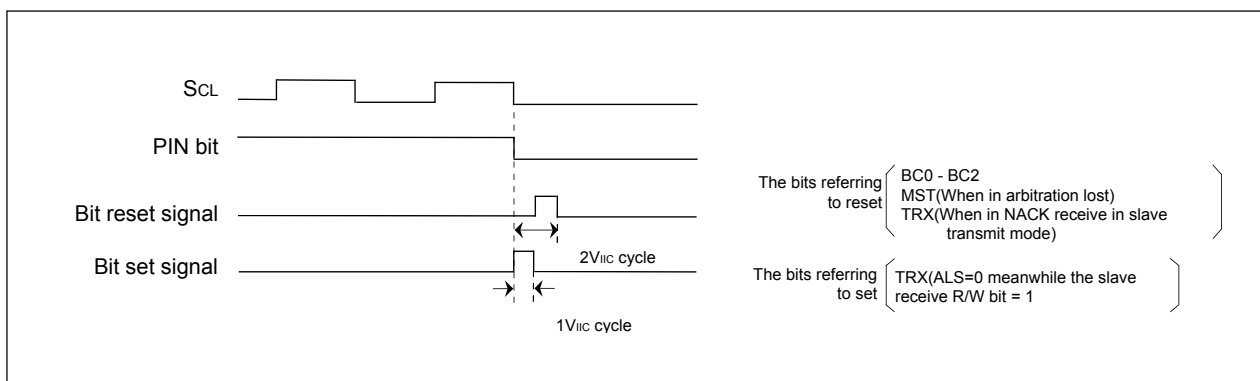 SCL
PIN bit
Bit reset signal
Bit set signal
2VIIC cycle
1VIIC cycle
The bits referring
to reset
BC0 - BC2
MST(When in arbitration lost)
TRX(When in NACK receive in slave
transmit mode)
The bits referring
to set
TRX(ALS=0 meanwhile the slave
receive R/W bit = 1